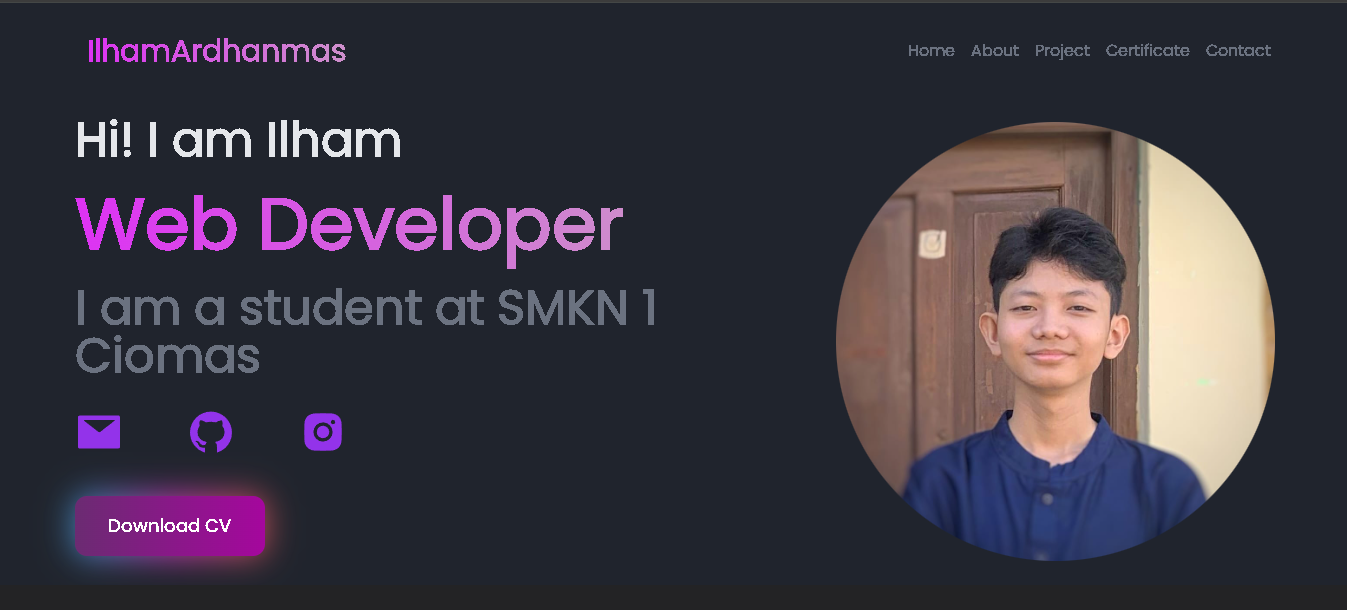 IlhamArdhanmas
Home About Project Certificate Contact
Hi! I am Ilham
Web Developer
I am a student at SMKN 1
Ciomas
Download CV